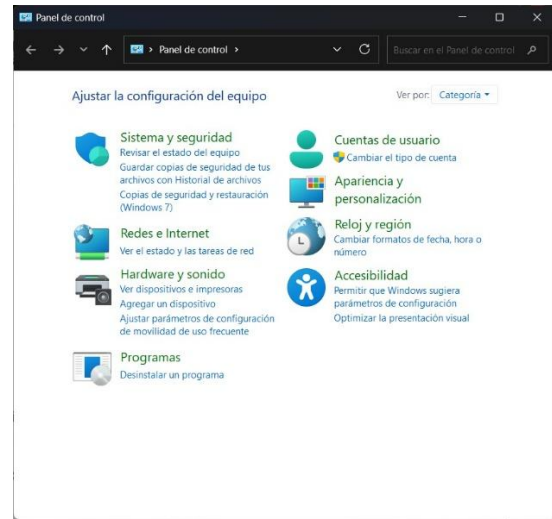 Panel de control
Panel de control
Buscar en el Panel de control
Ajustar la configuración del equipo
Ver por: Categoría
Sistema y seguridad
Revisar el estado del equipo
Guardar copias de seguridad de tus
archivos con Historial de archivos
Copias de seguridad y restauración
(Windows 7)
Redes e Internet
Ver el estado y las tareas de red
Hardware y sonido
Ver dispositivos e impresoras
Agregar un dispositivo
Ajustar parámetros de configuración
de movilidad de uso frecuente
Programas
Desinstalar un programa
Cuentas de usuario
Cambiar el tipo de cuenta
Apariencia y
personalización
Reloj y región
Cambiar formatos de fecha, hora o
número
Accesibilidad
Permitir que Windows sugiera
parámetros de configuración
Optimizar la presentación visual